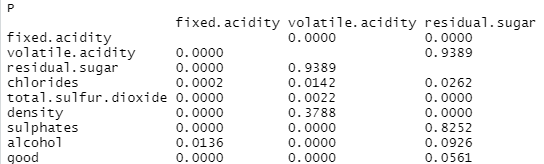 P
fixed.acidity volatile.acidity residual.sugar
fixed.acidity 0.0000 0.0000
volatile.acidity 0.0000 0.9389
residual.sugar 0.0000 0.9389
chlorides 0.0002 0.0142 0.0262
total.sulfur.dioxide 0.0000 0.0022 0.0000
density 0.0000 0.3788 0.0000
sulphates 0.0000 0.0000 0.8252
alcohol 0.0136 0.0000 0.0926
good 0.0000 0.0000 0.0561